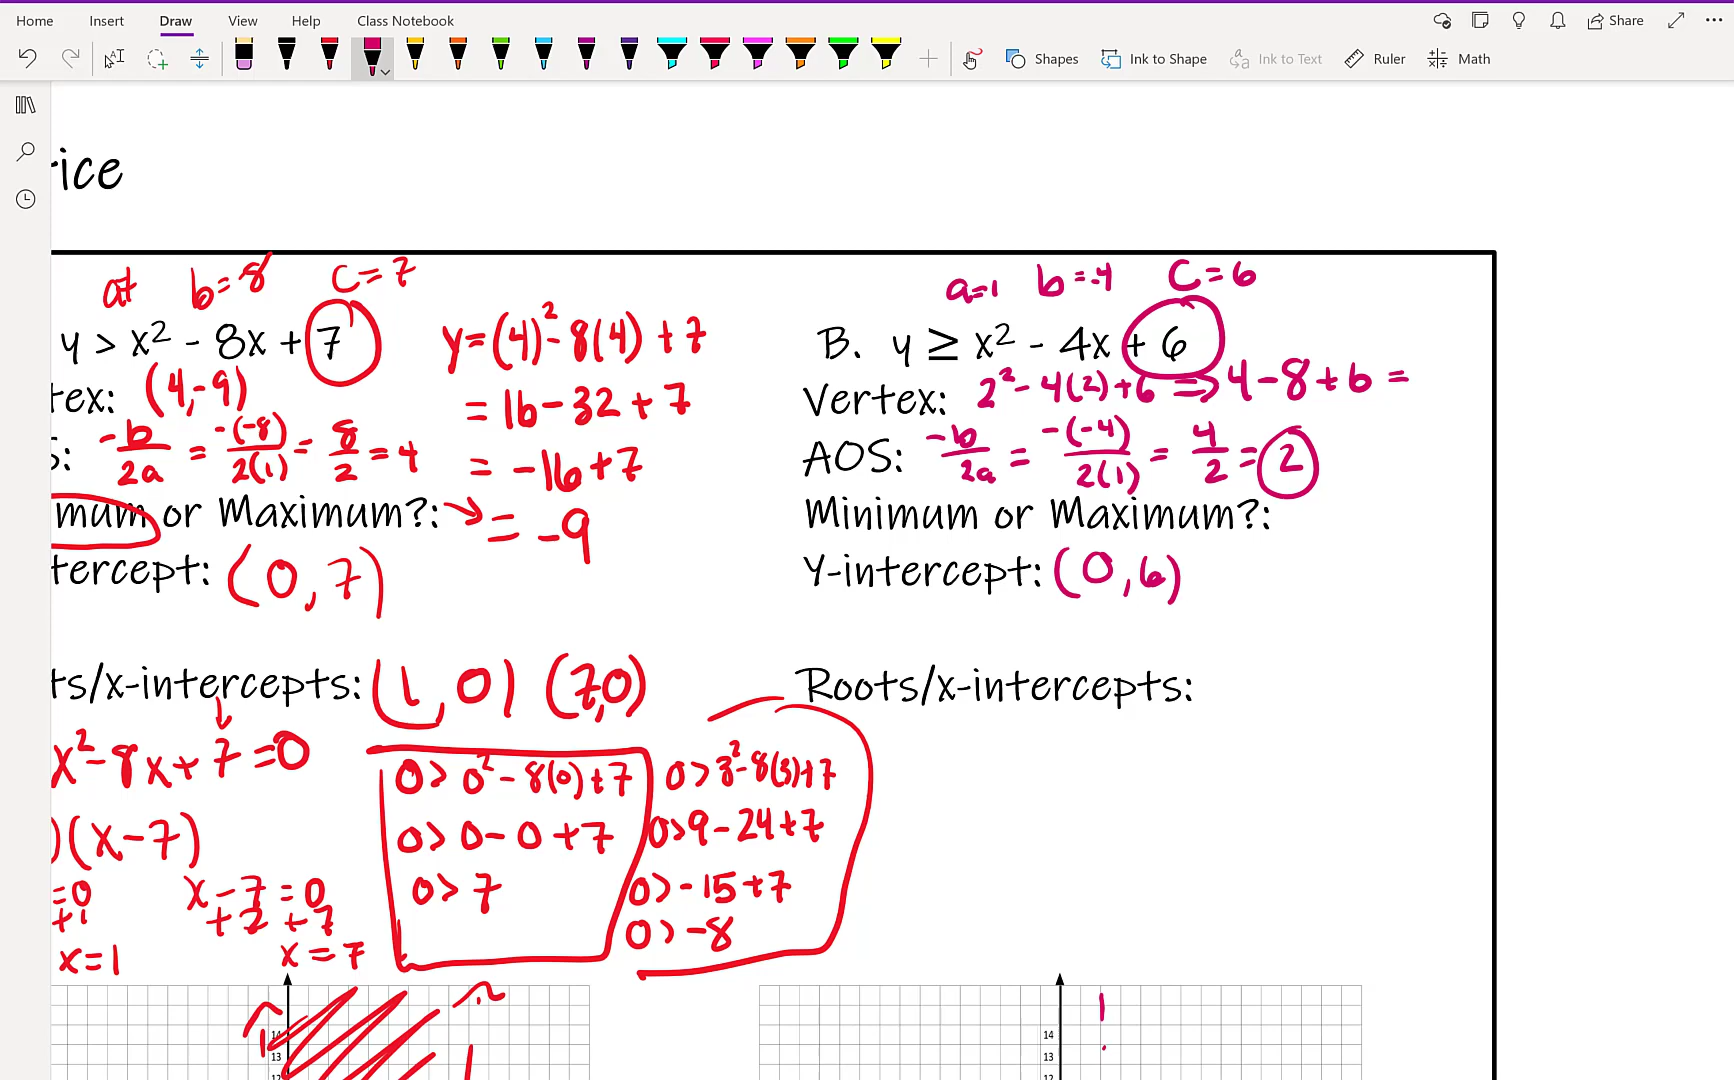 Home Insert Draw View Help Class Notebook Share
Shapes Ink to Shape Ink to Text Ruler Math
rice
b=-8 c=7
y > x² - 8x + 7
tex: (4,-9)
S: -b/2a = -(-8)/2(1) = 8/2 = 4
mum or Maximum?:
tercept: (0,7)
y=(4)²-8(4)+7
= 16-32+7
= -16+7
= -9
ts/x-intercepts: (1,0) (7,0)
x²-8x+7=0
)(x-7)
=0 x-7=0
+1 +7
x=1 x=7
0>0²-8(0)+7
0>0-0+7
0>7
0>3²-8(3)+7
0>9-24+7
0>-15+7
0>-8
14
13
12
a=1 b=-4 c=6
B. y ≥ x² - 4x + 6
Vertex: 2²-4(2)+6 => 4-8+6=
AOS: -b/2a = -(-4)/2(1) = 4/2 = 2
Minimum or Maximum?:
Y-intercept: (0,6)
Roots/x-intercepts:
14
13
12